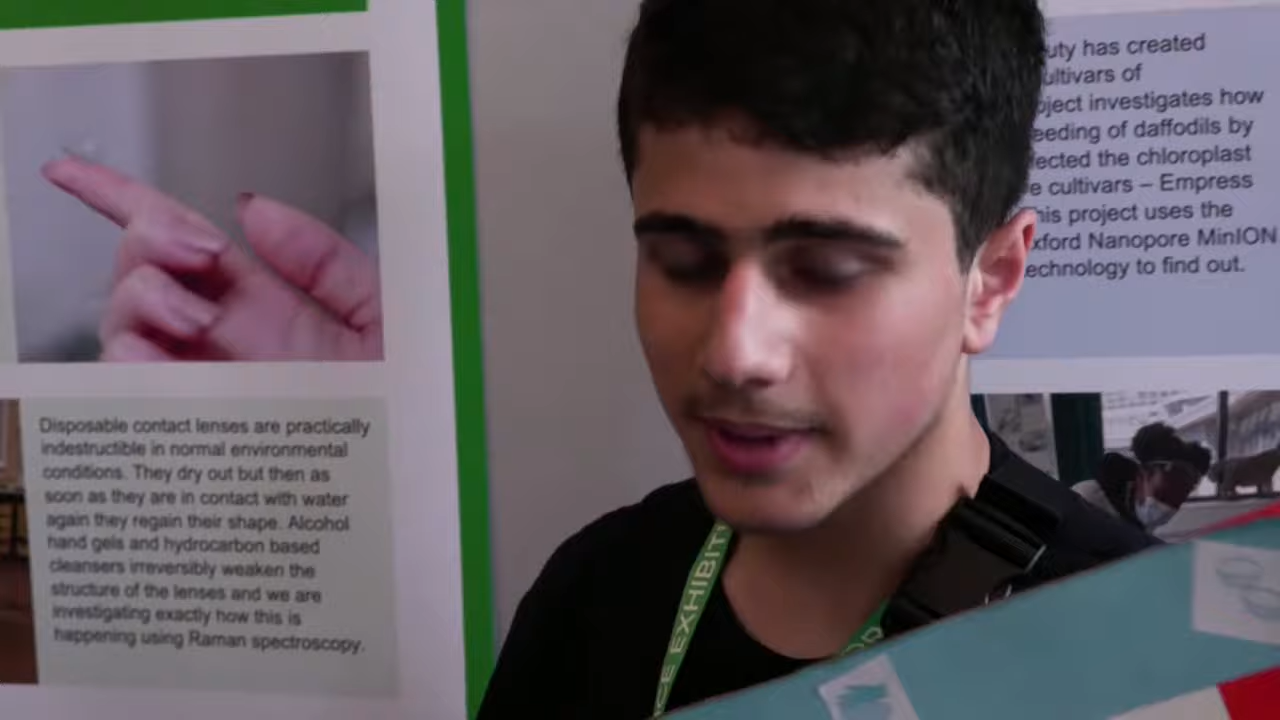 Disposable contact lenses are practically
indestructible in normal environmental
conditions. They dry out but then as
soon as they are in contact with water
again they regain their shape. Alcohol
hand gels and hydrocarbon based
cleansers irreversibly weaken the
structure of the lenses and we are
investigating exactly how this is
happening using Raman spectroscopy.
uty has created
ultivars of
oject investigates how
eeding of daffodils by
fected the chloroplast
e cultivars – Empress
his project uses the
xford Nanopore MinION
echnology to find out.
CE EXHIBITI